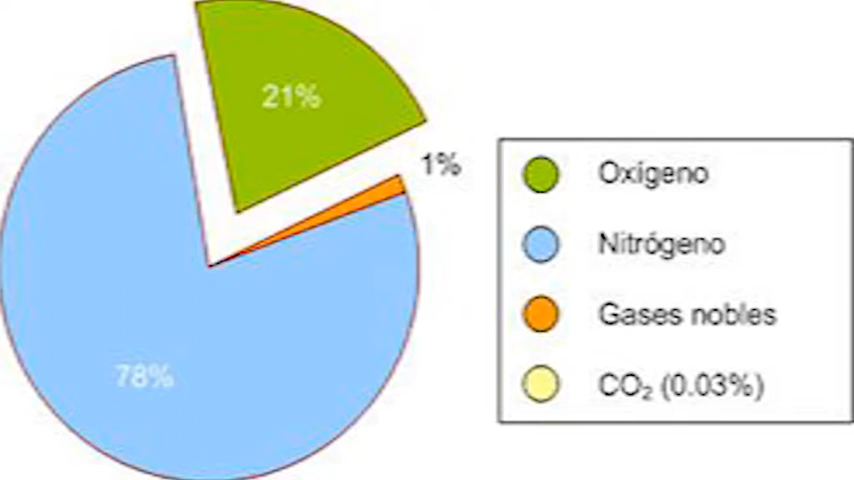 21%
1%
78%
Oxígeno
Nitrógeno
Gases nobles
CO₂ (0.03%)